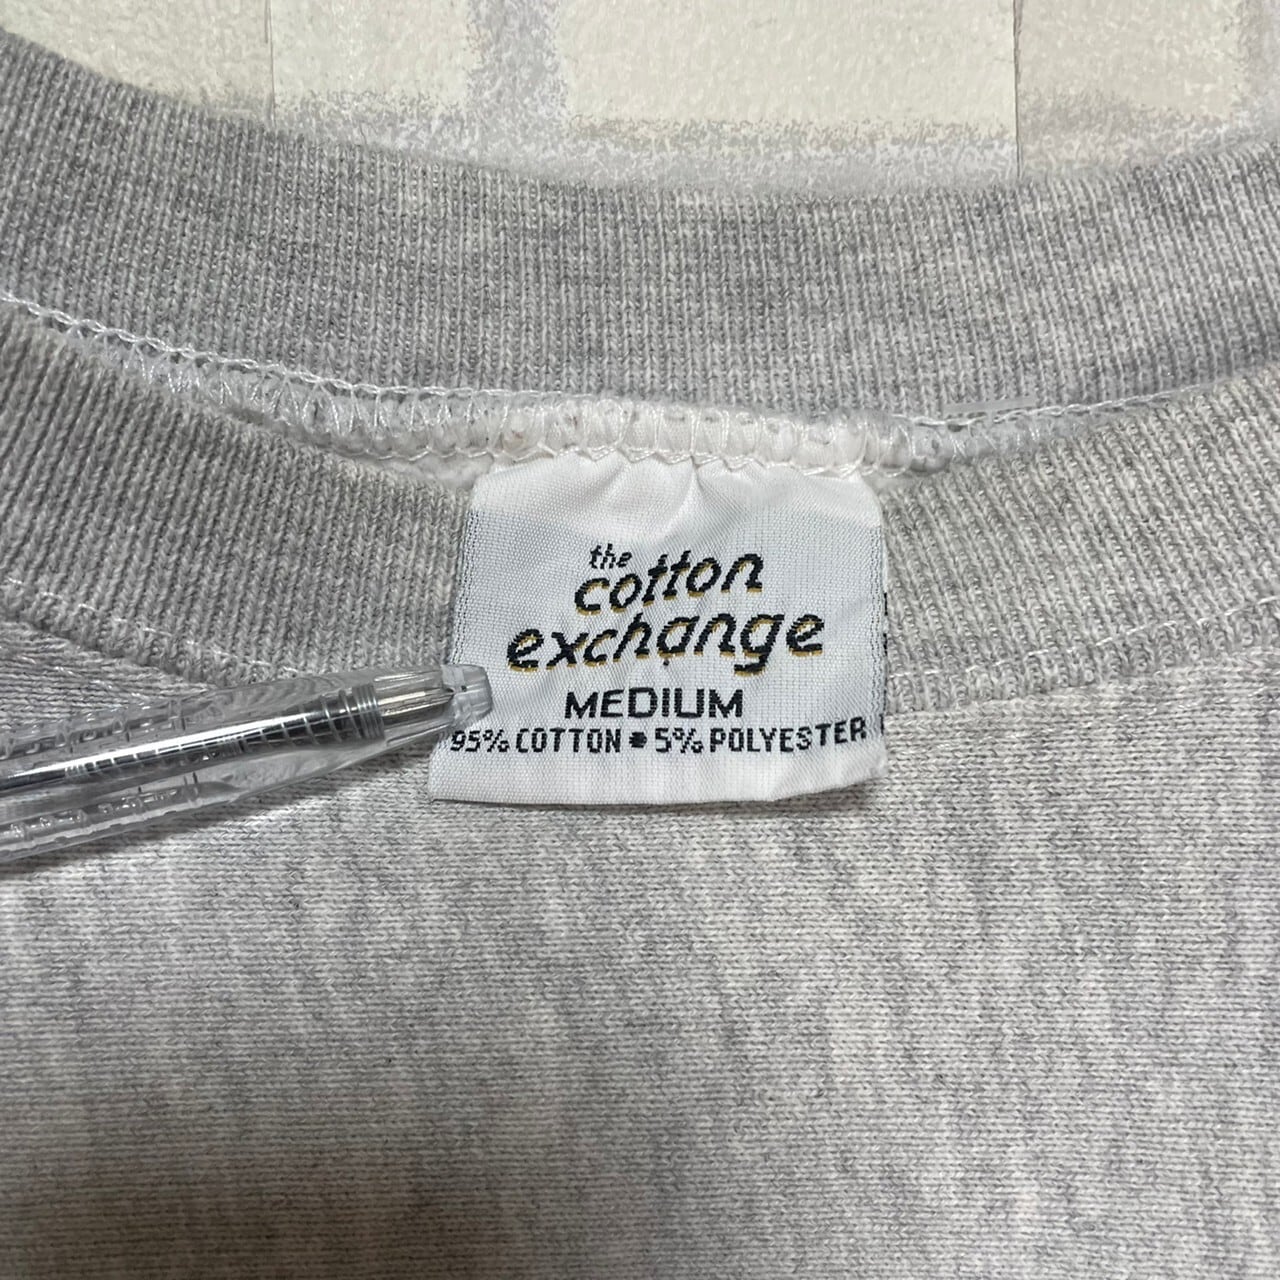 the
cotton
exchange
MEDIUM
95% COTTON • 5% POLYESTER